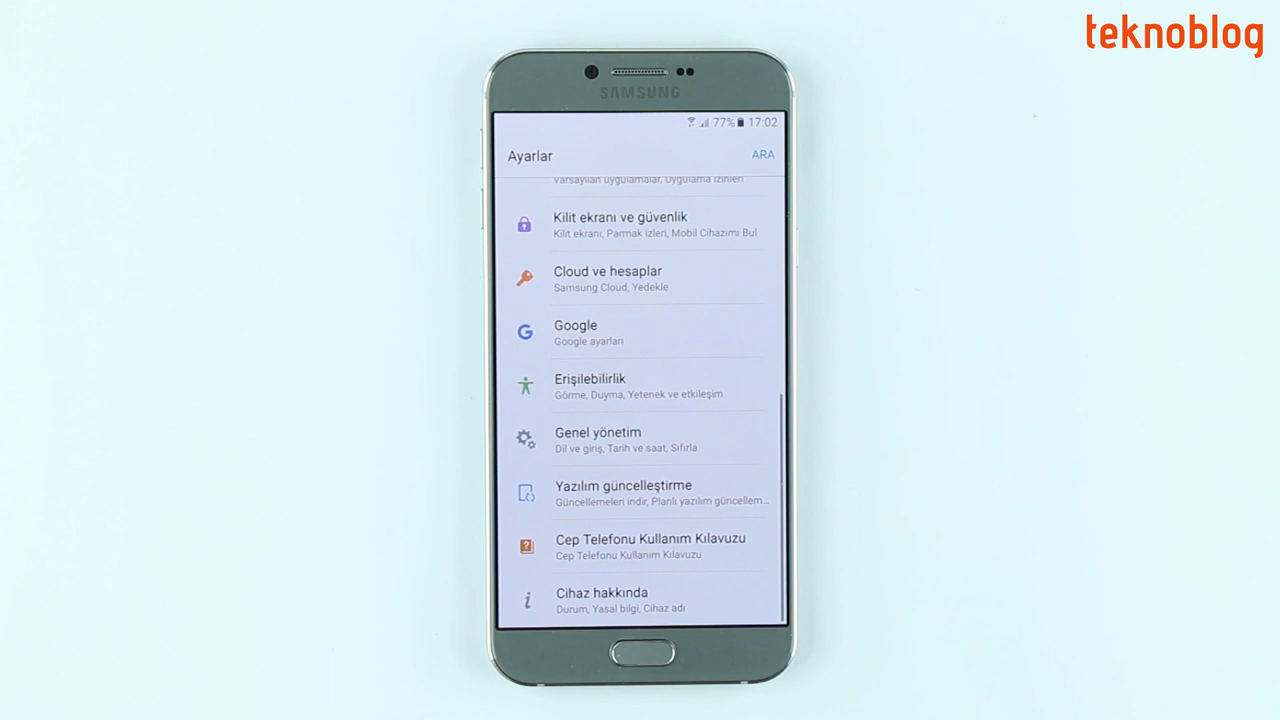 teknoblog
SAMSUNG
77% 17:02
Ayarlar
ARA
Varsayılan uygulamalar, Uygulama izinleri
Kilit ekranı ve güvenlik
Kilit ekranı, Parmak izleri, Mobil Cihazımı Bul
Cloud ve hesaplar
Samsung Cloud, Yedekle
Google
Google ayarları
Erişilebilirlik
Görme, Duyma, Yetenek ve etkileşim
Genel yönetim
Dil ve giriş, Tarih ve saat, Sıfırla
Yazılım güncelleştirme
Güncellemeleri indir, Planlı yazılım güncellem...
Cep Telefonu Kullanım Kılavuzu
Cep Telefonu Kullanım Kılavuzu
Cihaz hakkında
Durum, Yasal bilgi, Cihaz adı